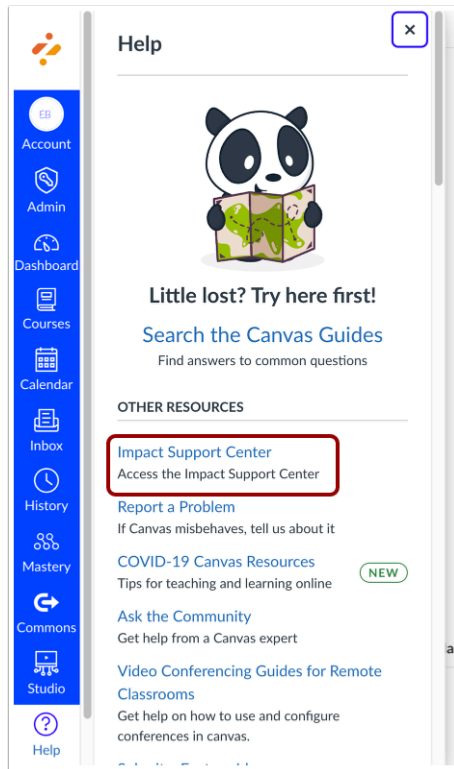 Help
×
EB
Account
Admin
Dashboard
Courses
Calendar
Inbox
History
Mastery
Commons
Studio
Help
Little lost? Try here first!
Search the Canvas Guides
Find answers to common questions
OTHER RESOURCES
Impact Support Center
Access the Impact Support Center
Report a Problem
If Canvas misbehaves, tell us about it
COVID-19 Canvas Resources
Tips for teaching and learning online
NEW
Ask the Community
Get help from a Canvas expert
Video Conferencing Guides for Remote
Classrooms
Get help on how to use and configure
conferences in canvas.